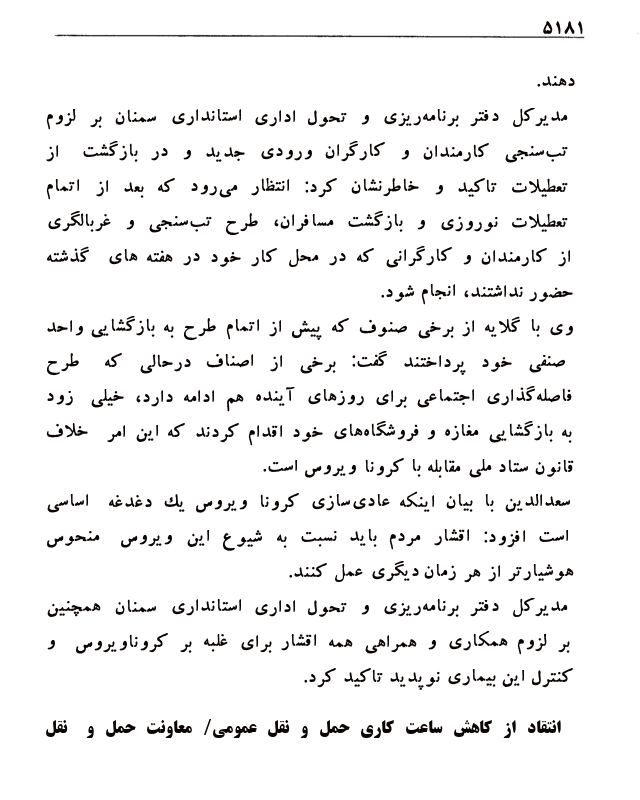 ۵۱۸۱
دهند.
مدیرکل دفتر برنامه‌ریزی و تحول اداری استانداری سمنان بر لزوم
تب‌سنجی کارمندان و کارگران ورودی جدید و در بازگشت از
تعطیلات تاکید و خاطرنشان کرد: انتظار می‌رود که بعد از اتمام
تعطیلات نوروزی و بازگشت مسافران، طرح تب‌سنجی و غربالگری
از کارمندان و کارگرانی که در محل کار خود در هفته های گذشته
حضور نداشتند، انجام شود.
وی با گلایه از برخی صنوف که پیش از اتمام طرح به بازگشایی واحد
صنفی خود پرداختند گفت: برخی از اصناف درحالی که طرح
فاصله‌گذاری اجتماعی برای روزهای آینده هم ادامه دارد، خیلی زود
به بازگشایی مغازه و فروشگاه‌های خود اقدام کردند که این امر خلاف
قانون ستاد ملی مقابله با کرونا ویروس است.
سعدالدین با بیان اینکه عادی‌سازی کرونا ویروس یك دغدغه اساسی
است افزود: اقشار مردم باید نسبت به شیوع این ویروس منحوس
هوشیارتر از هر زمان دیگری عمل کنند.
مدیرکل دفتر برنامه‌ریزی و تحول اداری استانداری سمنان همچنین
بر لزوم همکاری و همراهی همه اقشار برای غلبه بر کروناویروس و
کنترل این بیماری نوپدید تاکید کرد.
انتقاد از کاهش ساعت کاری حمل و نقل عمومی/ معاونت حمل و نقل